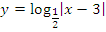 y = log_{1/2}|x − 3|